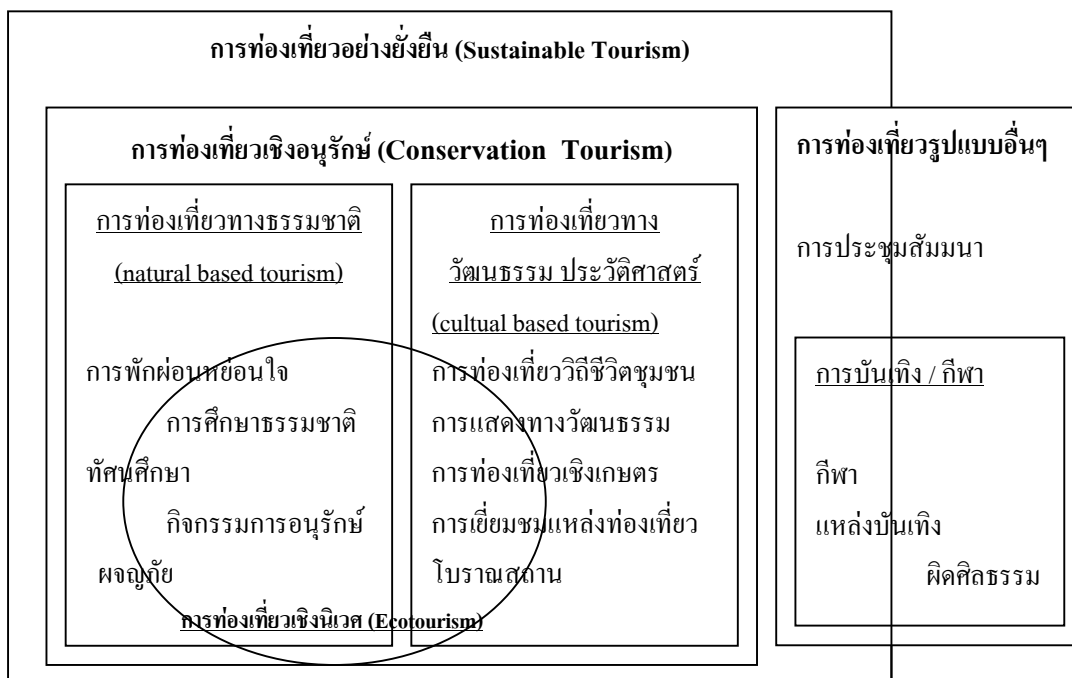 การท่องเที่ยวอย่างยั่งยืน (Sustainable Tourism)
การท่องเที่ยวเชิงอนุรักษ์ (Conservation Tourism)
การท่องเที่ยวทางธรรมชาติ
(natural based tourism)
การพักผ่อนหย่อนใจ
การศึกษาธรรมชาติ
ทัศนศึกษา
กิจกรรมการอนุรักษ์
ผจญภัย
การท่องเที่ยวเชิงนิเวศ (Ecotourism)
การท่องเที่ยวทาง
วัฒนธรรม ประวัติศาสตร์
(cultual based tourism)
การท่องเที่ยววิถีชีวิตชุมชน
การแสดงทางวัฒนธรรม
การท่องเที่ยวเชิงเกษตร
การเยี่ยมชมแหล่งท่องเที่ยว
โบราณสถาน
การท่องเที่ยวรูปแบบอื่นๆ
การประชุมสัมมนา
การบันเทิง / กีฬา
กีฬา
แหล่งบันเทิง
ผิดศิลธรรม